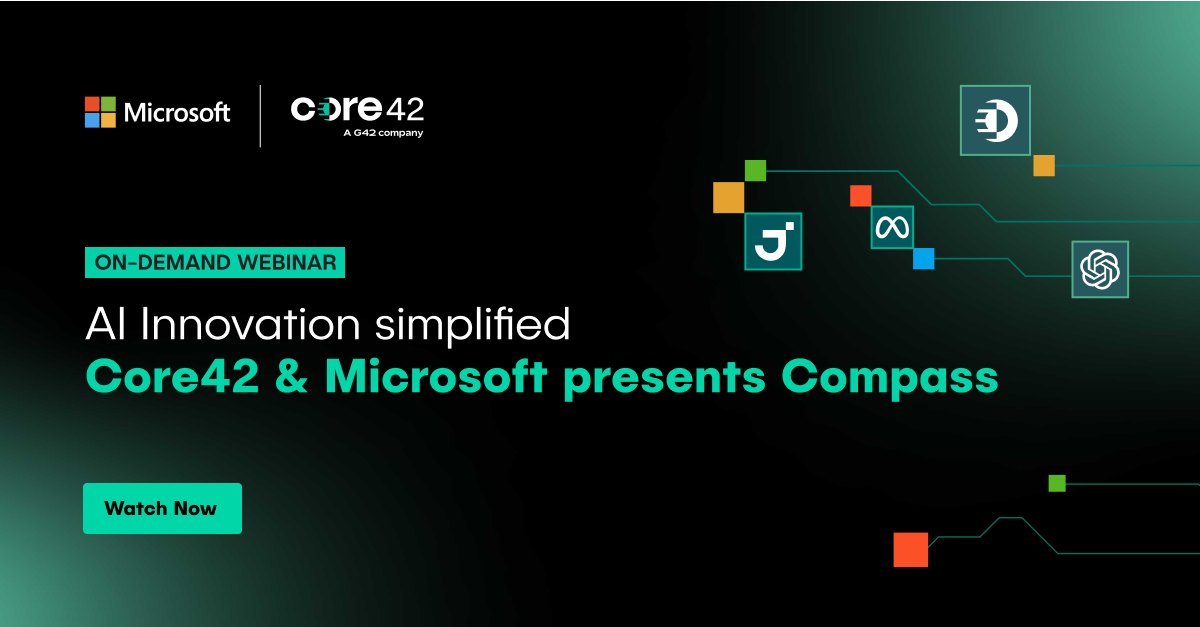 Microsoft
core42
A G42 company
ON-DEMAND WEBINAR
AI Innovation simplified
Core42 & Microsoft presents Compass
Watch Now